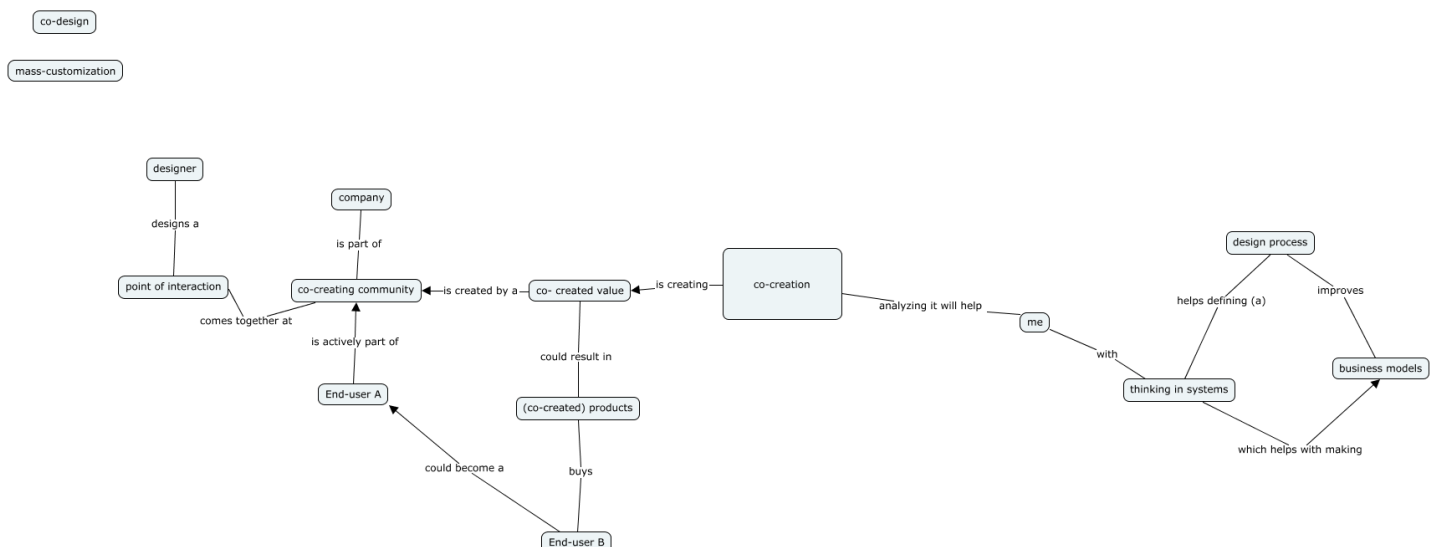 co-design
mass-customization
designer
company
designs a
design process
is part of
point of interaction
co-creating community
is created by a
co- created value
is creating
co-creation
helps defining (a)
improves
analyzing it will help
comes together at
me
is actively part of
with
could result in
business models
End-user A
thinking in systems
(co-created) products
which helps with making
could become a
buys
End-user B